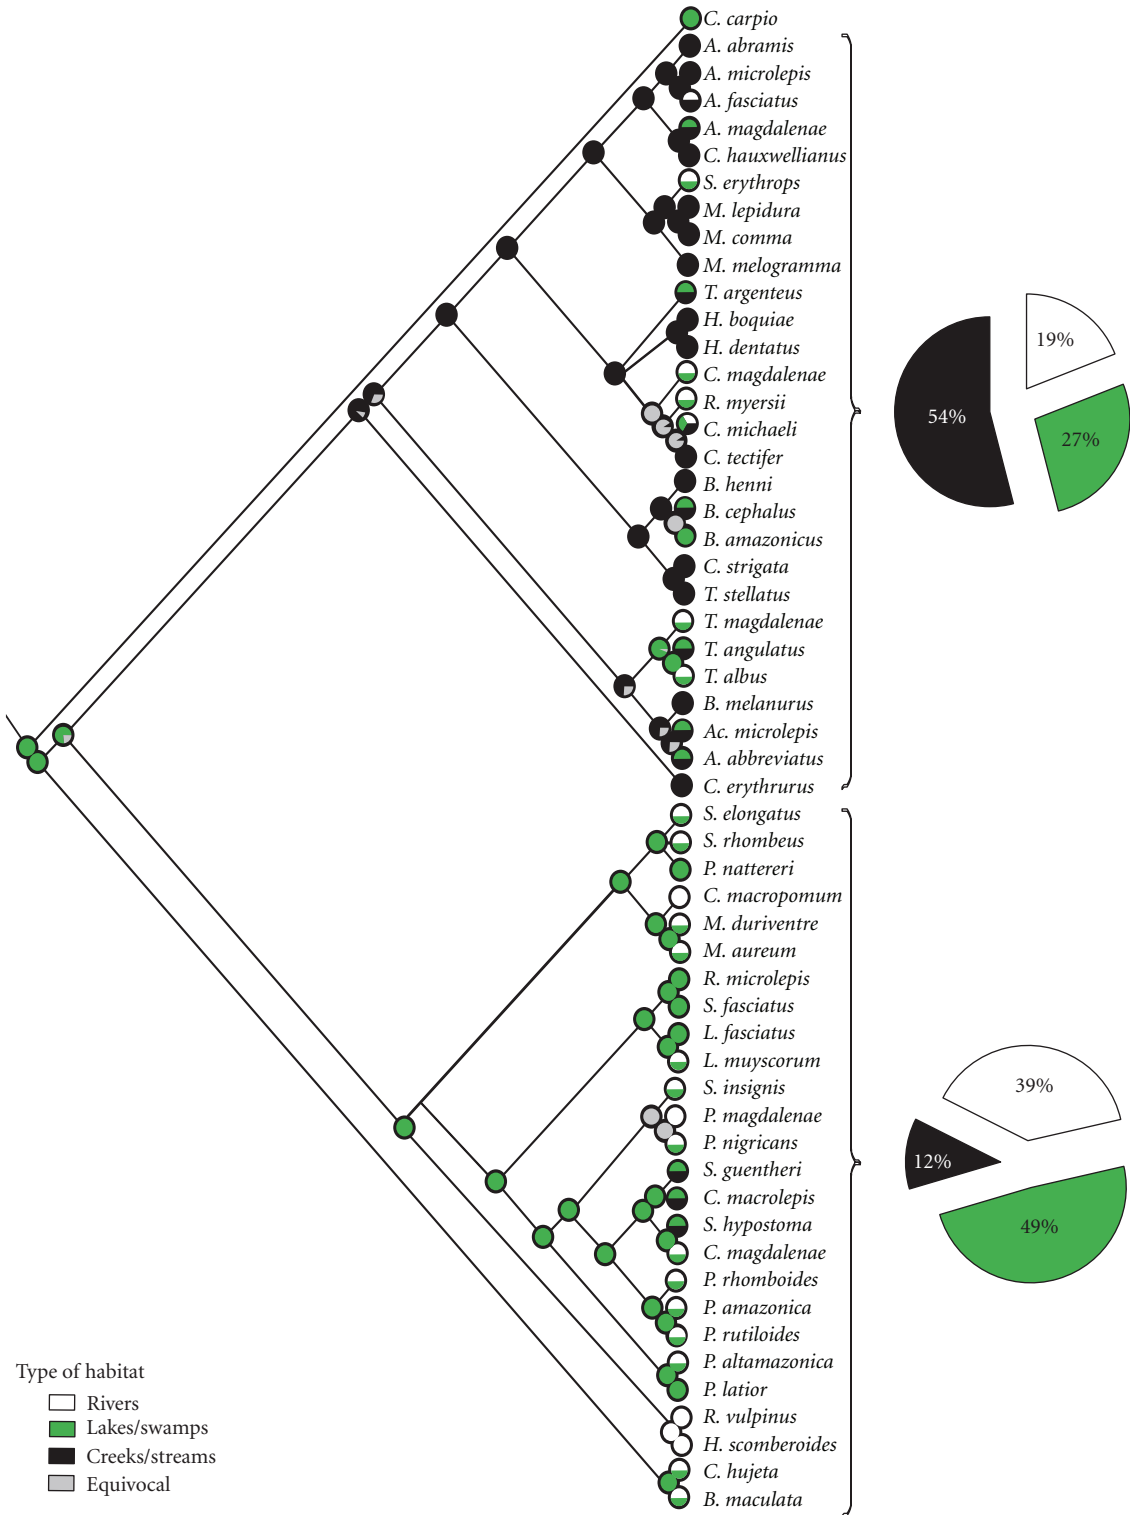 C. carpio
A. abramis
A. microlepis
A. fasciatus
A. magdalenae
C. hauxwellianus
S. erythrops
M. lepidura
M. comma
M. melogramma
T. argenteus
H. boquiae
H. dentatus
C. magdalenae
R. myersii
C. michaeli
C. tectifer
B. henni
B. cephalus
B. amazonicus
C. strigata
T. stellatus
T. magdalenae
T. angulatus
T. albus
B. melanurus
Ac. microlepis
A. abbreviatus
C. erythrurus
S. elongatus
S. rhombeus
P. nattereri
C. macropomum
M. duriventre
M. aureum
R. microlepis
S. fasciatus
L. fasciatus
L. muyscorum
S. insignis
P. magdalenae
P. nigricans
S. guentheri
C. macrolepis
S. hypostoma
C. magdalenae
P. rhomboides
P. amazonica
P. rutiloides
P. altamazonica
P. latior
R. vulpinus
H. scomberoides
C. hujeta
B. maculata
19%
54%
27%
39%
12%
49%
Type of habitat
Rivers
Lakes/swamps
Creeks/streams
Equivocal